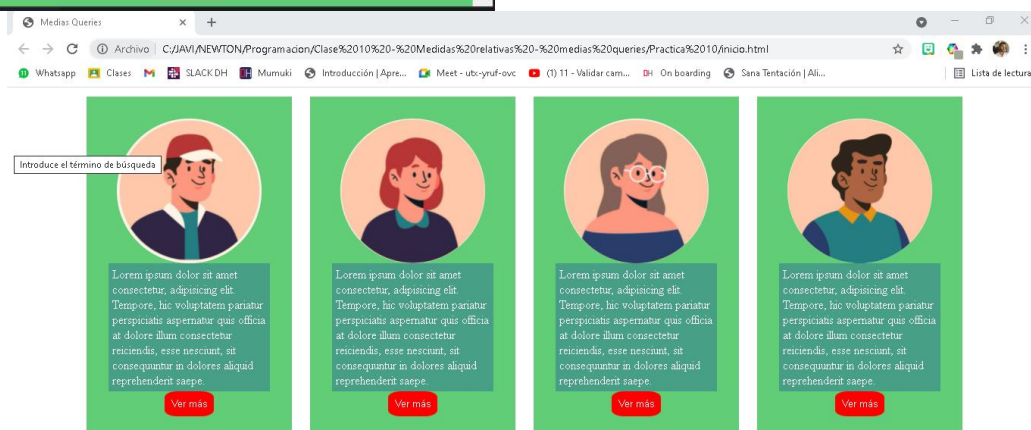 Medias Queries
Archivo | C:/JAVI/NEWTON/Programacion/Clase%2010%20-%20Medidas%20relativas%20-%20medias%20queries/Practica%2010/inicio.html
Whatsapp Clases SLACK DH Mumuki Introducción | Apre... Meet - utc-yruf-ovc (1) 11 - Validar cam... DH On boarding Sana Tentación | Ali... Lista de lectura
Introduce el término de búsqueda
Lorem ipsum dolor sit amet
consectetur, adipisicing elit.
Tempore, hic voluptatem pariatur
perspiciatis aspernatur quis officia
at dolore illum consectetur
reiciendis, esse nesciunt, sit
consequuntur in dolores aliquid
reprehenderit saepe.
Ver más
Lorem ipsum dolor sit amet
consectetur, adipisicing elit.
Tempore, hic voluptatem pariatur
perspiciatis aspernatur quis officia
at dolore illum consectetur
reiciendis, esse nesciunt, sit
consequuntur in dolores aliquid
reprehenderit saepe.
Ver más
Lorem ipsum dolor sit amet
consectetur, adipisicing elit.
Tempore, hic voluptatem pariatur
perspiciatis aspernatur quis officia
at dolore illum consectetur
reiciendis, esse nesciunt, sit
consequuntur in dolores aliquid
reprehenderit saepe.
Ver más
Lorem ipsum dolor sit amet
consectetur, adipisicing elit.
Tempore, hic voluptatem pariatur
perspiciatis aspernatur quis officia
at dolore illum consectetur
reiciendis, esse nesciunt, sit
consequuntur in dolores aliquid
reprehenderit saepe.
Ver más